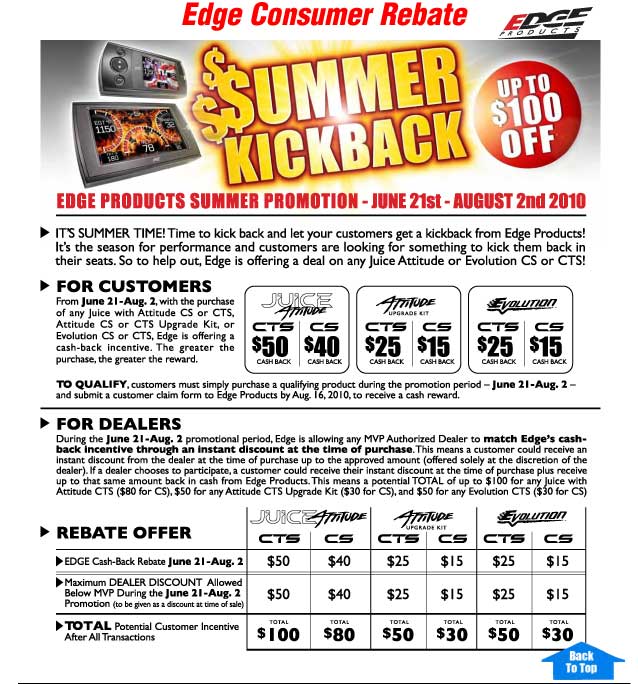 Edge Consumer Rebate
EDGE
PRODUCTS
$$SUMMER
KICKBACK
UP TO
$100
OFF
EGT
1150
38
78
180
EDGE PRODUCTS SUMMER PROMOTION - JUNE 21st - AUGUST 2nd 2010
IT'S SUMMER TIME! Time to kick back and let your customers get a kickback from Edge Products!
It's the season for performance and customers are looking for something to kick them back in
their seats. So to help out, Edge is offering a deal on any Juice Attitude or Evolution CS or CTS!
FOR CUSTOMERS
From June 21-Aug. 2, with the purchase
of any Juice with Attitude CS or CTS,
Attitude CS or CTS Upgrade Kit, or
Evolution CS or CTS, Edge is offering a
cash-back incentive. The greater the
purchase, the greater the reward.
JUICE
ATTITUDE
CTS CS
$50 $40
CASH BACK CASH BACK
ATTITUDE
UPGRADE KIT
CTS CS
$25 $15
CASH BACK CASH BACK
EVOLUTION
CTS CS
$25 $15
CASH BACK CASH BACK
TO QUALIFY, customers must simply purchase a qualifying product during the promotion period – June 21-Aug. 2 –
and submit a customer claim form to Edge Products by Aug. 16, 2010, to receive a cash reward.
FOR DEALERS
During the June 21-Aug. 2 promotional period, Edge is allowing any MVP Authorized Dealer to match Edge's cash-
back incentive through an instant discount at the time of purchase. This means a customer could receive an
instant discount from the dealer at the time of purchase up to the approved amount (offered solely at the discretion of the
dealer). If a dealer chooses to participate, a customer could receive their instant discount at the time of purchase plus receive
up to that same amount back in cash from Edge Products. This means a potential TOTAL of up to $100 for any Juice with
Attitude CTS ($80 for CS), $50 for any Attitude CTS Upgrade Kit ($30 for CS), and $50 for any Evolution CTS ($30 for CS)
REBATE OFFER
JUICE ATTITUDE ATTITUDE UPGRADE KIT EVOLUTION
CTS CS CTS CS CTS CS
EDGE Cash-Back Rebate June 21-Aug. 2 $50 $40 $25 $15 $25 $15
Maximum DEALER DISCOUNT Allowed
Below MVP During the June 21-Aug. 2 $50 $40 $25 $15 $25 $15
Promotion (to be given as a discount at time of sale)
TOTAL TOTAL TOTAL TOTAL TOTAL TOTAL
TOTAL Potential Customer Incentive $100 $80 $50 $30 $50 $30
After All Transactions
Back
To Top